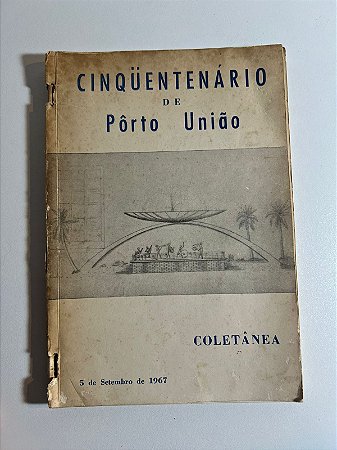 CINQÜENTENÁRIO
DE
Pôrto União
COLETÂNEA
5 de Setembro de 1967